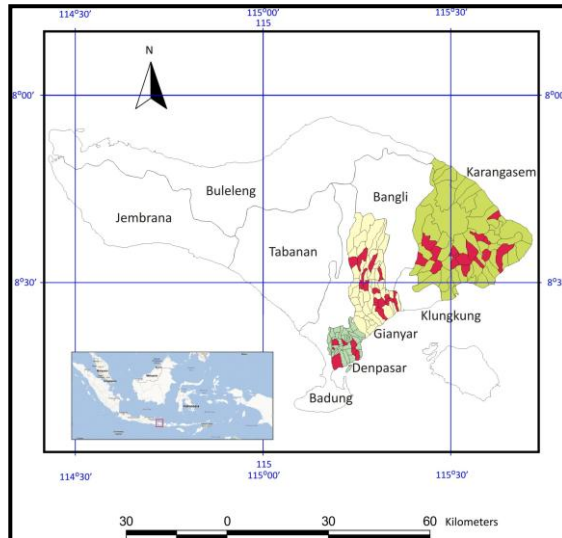 114°30' 115°00' 115°30'
115
N
8°00' 8°00'
Karangasem
Buleleng
Bangli
Jembrana
Tabanan
8°30' 8°30'
Klungkung
Gianyar
Denpasar
Badung
115
114°30' 115°00' 115°30'
30 0 30 60 Kilometers